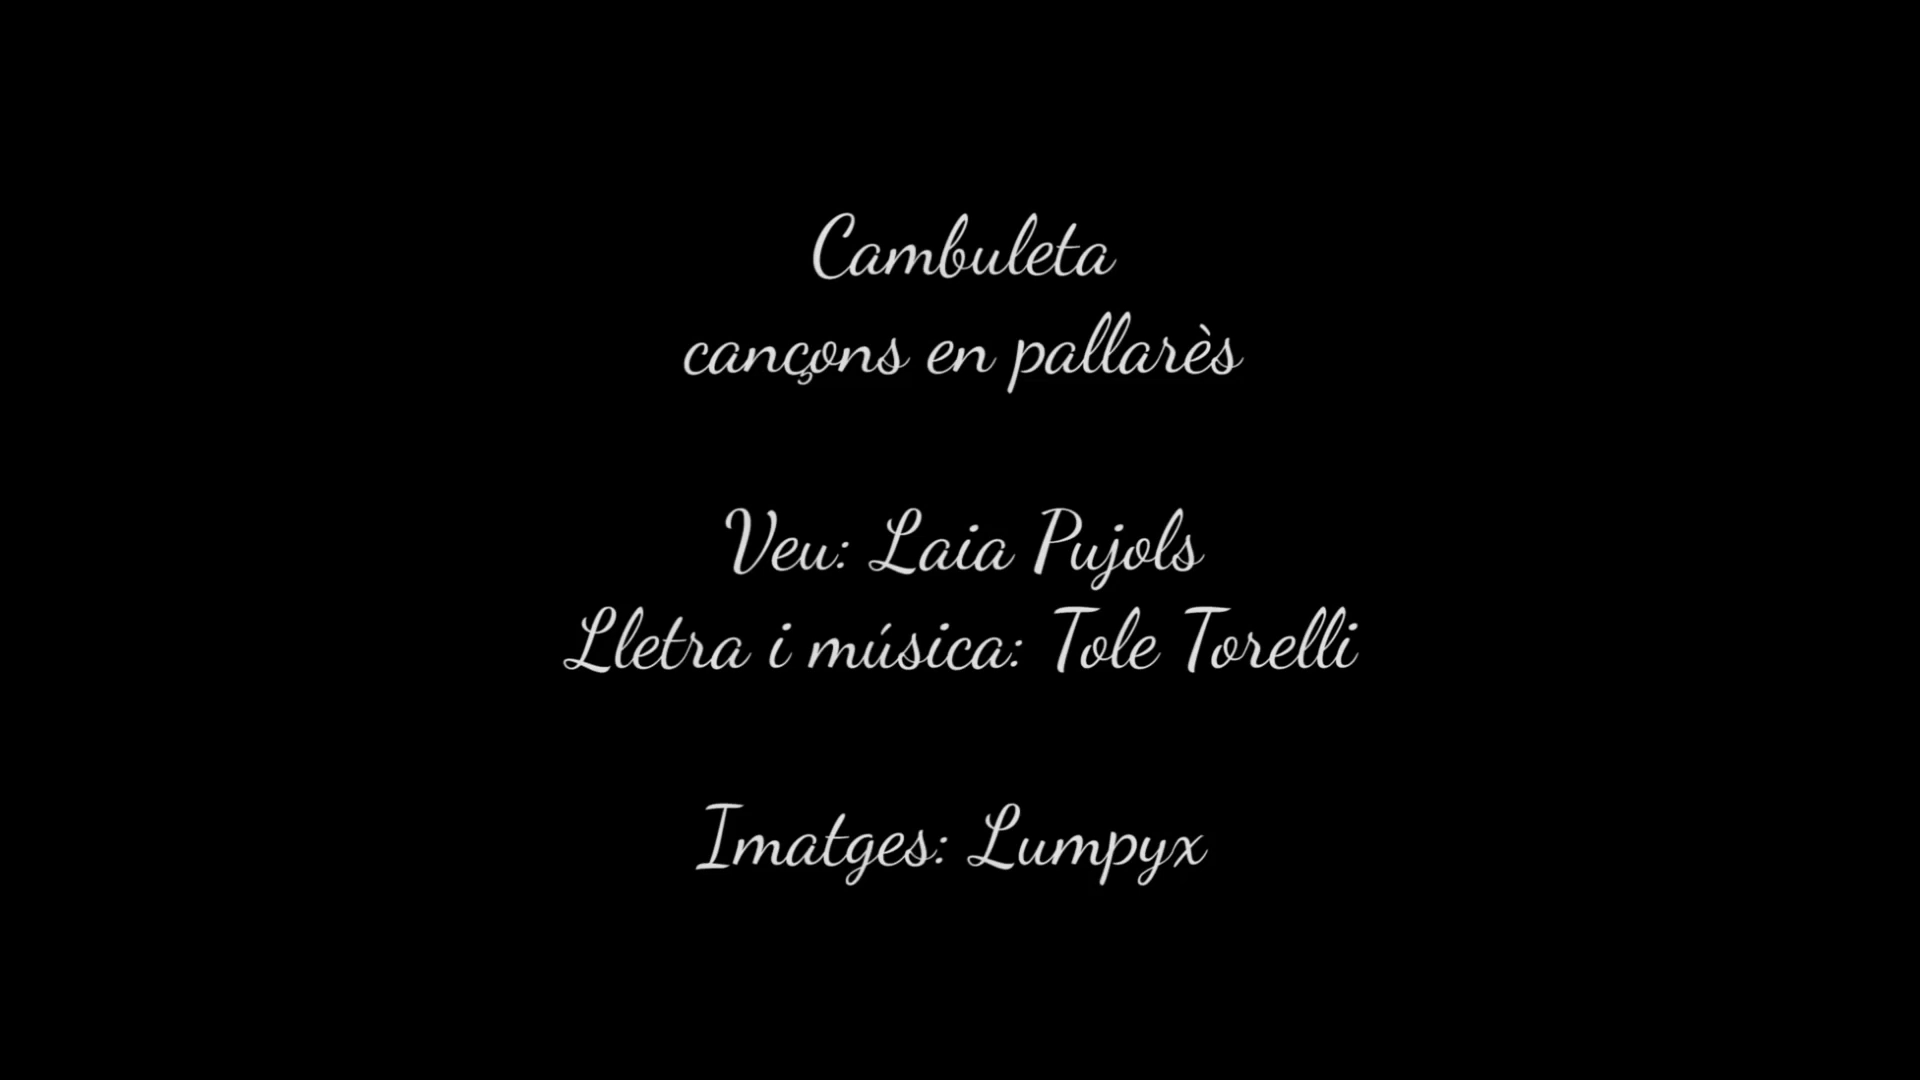 Cambuleta
cançons en pallarès
Veu: Laia Pujols
Lletra i música: Tole Torelli
Imatges: Lumpyx